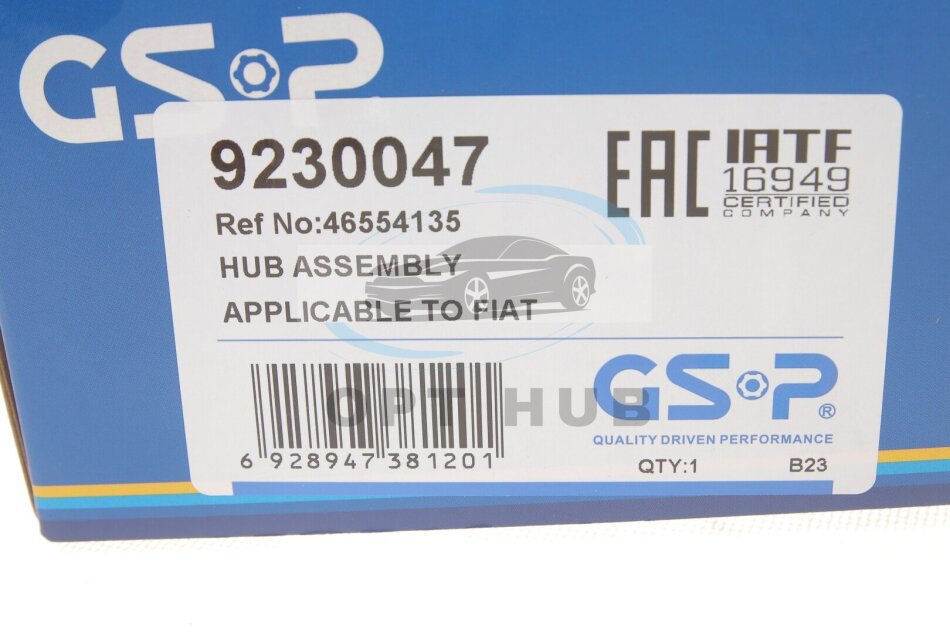 GSP
9230047
Ref No:46554135
HUB ASSEMBLY
APPLICABLE TO FIAT
EAC
IATF
16949
CERTIFIED
COMPANY
OPT HUB
6 928947 381201
GSP®
QUALITY DRIVEN PERFORMANCE
QTY:1 B23